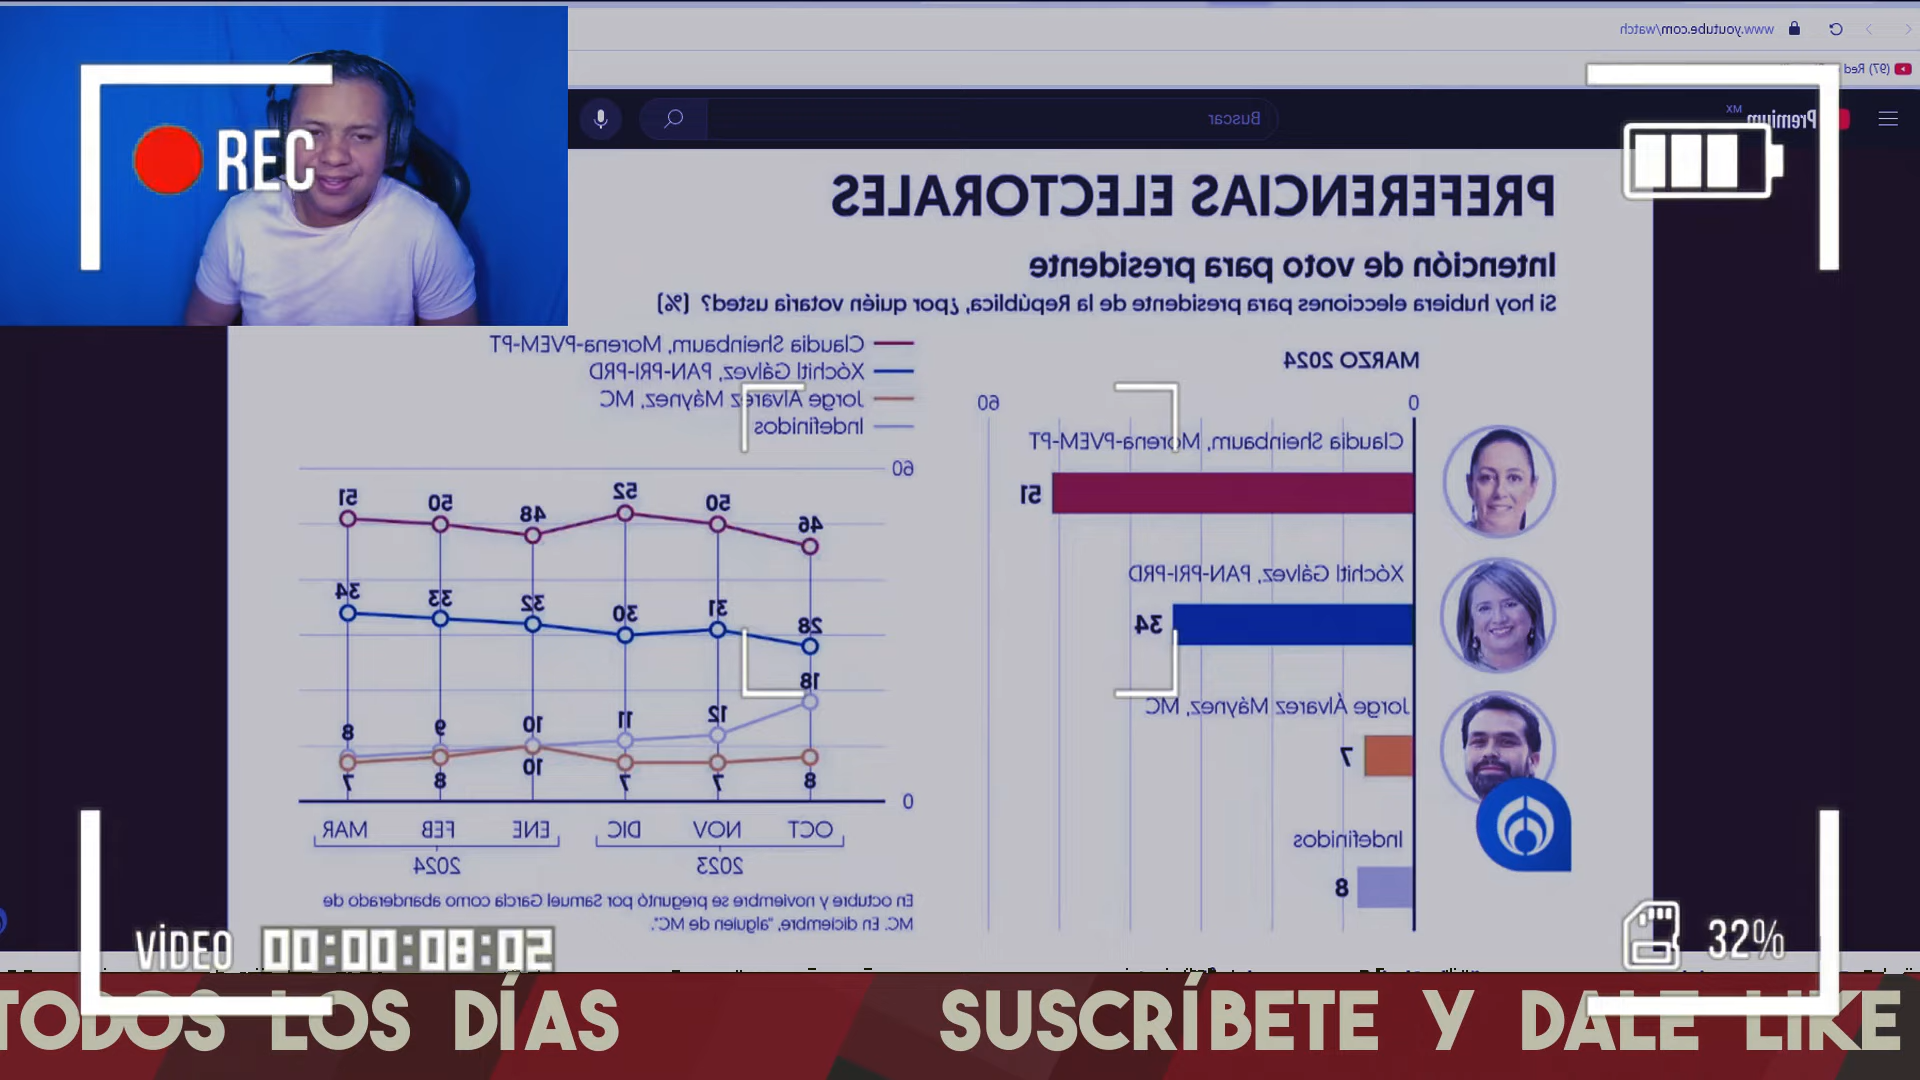 www.youtube.com/watch
(97) Red
REC
Buscar
Premium
MX
PREFERENCIAS ELECTORALES
Intención de voto para presidente
Si hoy hubiera elecciones para presidente de la República, ¿por quién votaría usted? (%)
MARZO 2024
0
60
Claudia Sheinbaum, Morena-PVEM-PT
51
Xóchitl Gálvez, PAN-PRI-PRD
34
Jorge Álvarez Máynez, MC
7
Indefinidos
8
Claudia Sheinbaum, Morena-PVEM-PT
Xóchitl Gálvez, PAN-PRI-PRD
Jorge Álvarez Máynez, MC
Indefinidos
60
46 50 52 48 50 51
28 31 30 32 33 34
18 12 11 10 9 8
8 7 7 10 8 7
0
OCT NOV DIC ENE FEB MAR
2023 2024
En octubre y noviembre se preguntó por Samuel García como abanderado de
MC. En diciembre, "alguien de MC".
VÍDEO 00:00:08:02
32%
TODOS LOS DÍAS SUSCRÍBETE Y DALE LIKE